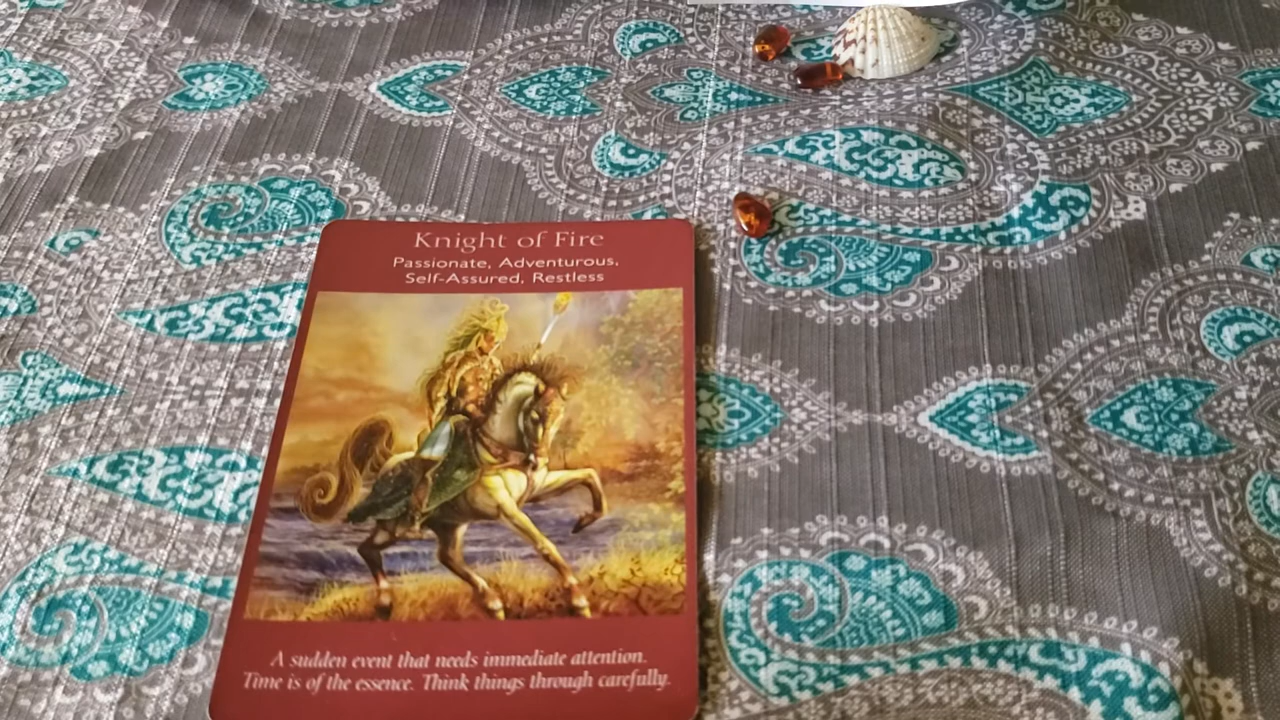 Knight of Fire
Passionate, Adventurous,
Self-Assured, Restless
A sudden event that needs immediate attention.
Time is of the essence. Think things through carefully.